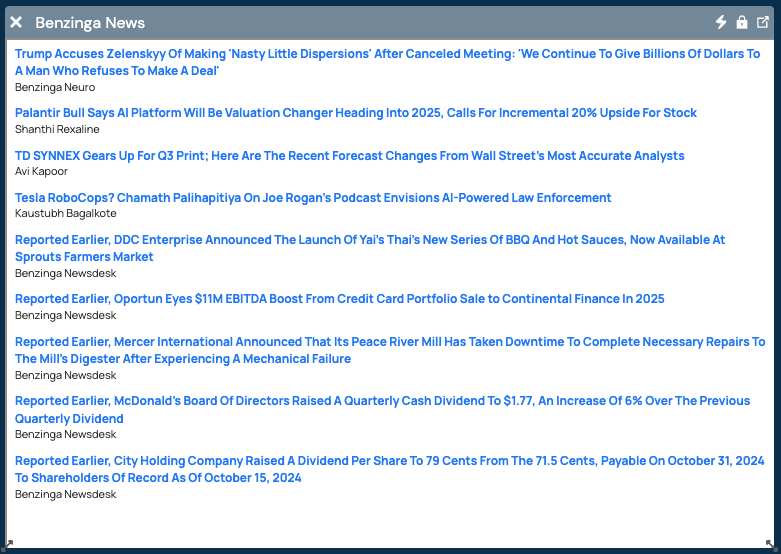 Benzinga News
Trump Accuses Zelenskyy Of Making 'Nasty Little Dispersions' After Canceled Meeting: 'We Continue To Give Billions Of Dollars To
A Man Who Refuses To Make A Deal'
Benzinga Neuro
Palantir Bull Says AI Platform Will Be Valuation Changer Heading Into 2025, Calls For Incremental 20% Upside For Stock
Shanthi Rexaline
TD SYNNEX Gears Up For Q3 Print; Here Are The Recent Forecast Changes From Wall Street's Most Accurate Analysts
Avi Kapoor
Tesla RoboCops? Chamath Palihapitiya On Joe Rogan's Podcast Envisions AI-Powered Law Enforcement
Kaustubh Bagalkote
Reported Earlier, DDC Enterprise Announced The Launch Of Yai's Thai's New Series Of BBQ And Hot Sauces, Now Available At
Sprouts Farmers Market
Benzinga Newsdesk
Reported Earlier, Oportun Eyes $11M EBITDA Boost From Credit Card Portfolio Sale to Continental Finance In 2025
Benzinga Newsdesk
Reported Earlier, Mercer International Announced That Its Peace River Mill Has Taken Downtime To Complete Necessary Repairs To
The Mill's Digester After Experiencing A Mechanical Failure
Benzinga Newsdesk
Reported Earlier, McDonald's Board Of Directors Raised A Quarterly Cash Dividend To $1.77, An Increase Of 6% Over The Previous
Quarterly Dividend
Benzinga Newsdesk
Reported Earlier, City Holding Company Raised A Dividend Per Share To 79 Cents From The 71.5 Cents, Payable On October 31, 2024
To Shareholders Of Record As Of October 15, 2024
Benzinga Newsdesk